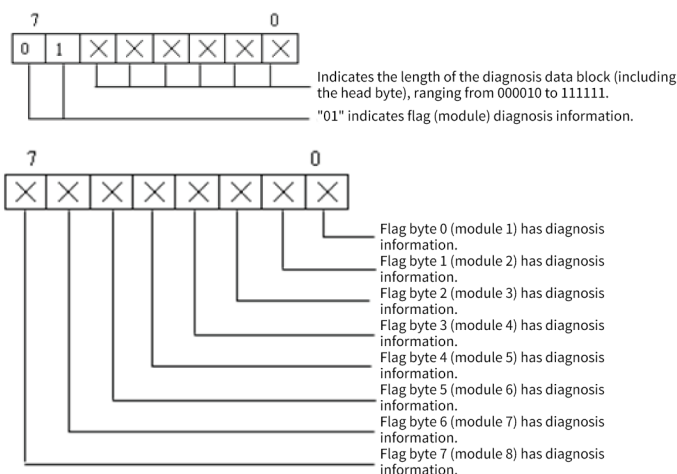 7 0
0 1
Indicates the length of the diagnosis data block (including
the head byte), ranging from 000010 to 111111.
"01" indicates flag (module) diagnosis information.
7 0
Flag byte 0 (module 1) has diagnosis
information.
Flag byte 1 (module 2) has diagnosis
information.
Flag byte 2 (module 3) has diagnosis
information.
Flag byte 3 (module 4) has diagnosis
information.
Flag byte 4 (module 5) has diagnosis
information.
Flag byte 5 (module 6) has diagnosis
information.
Flag byte 6 (module 7) has diagnosis
information.
Flag byte 7 (module 8) has diagnosis
information.